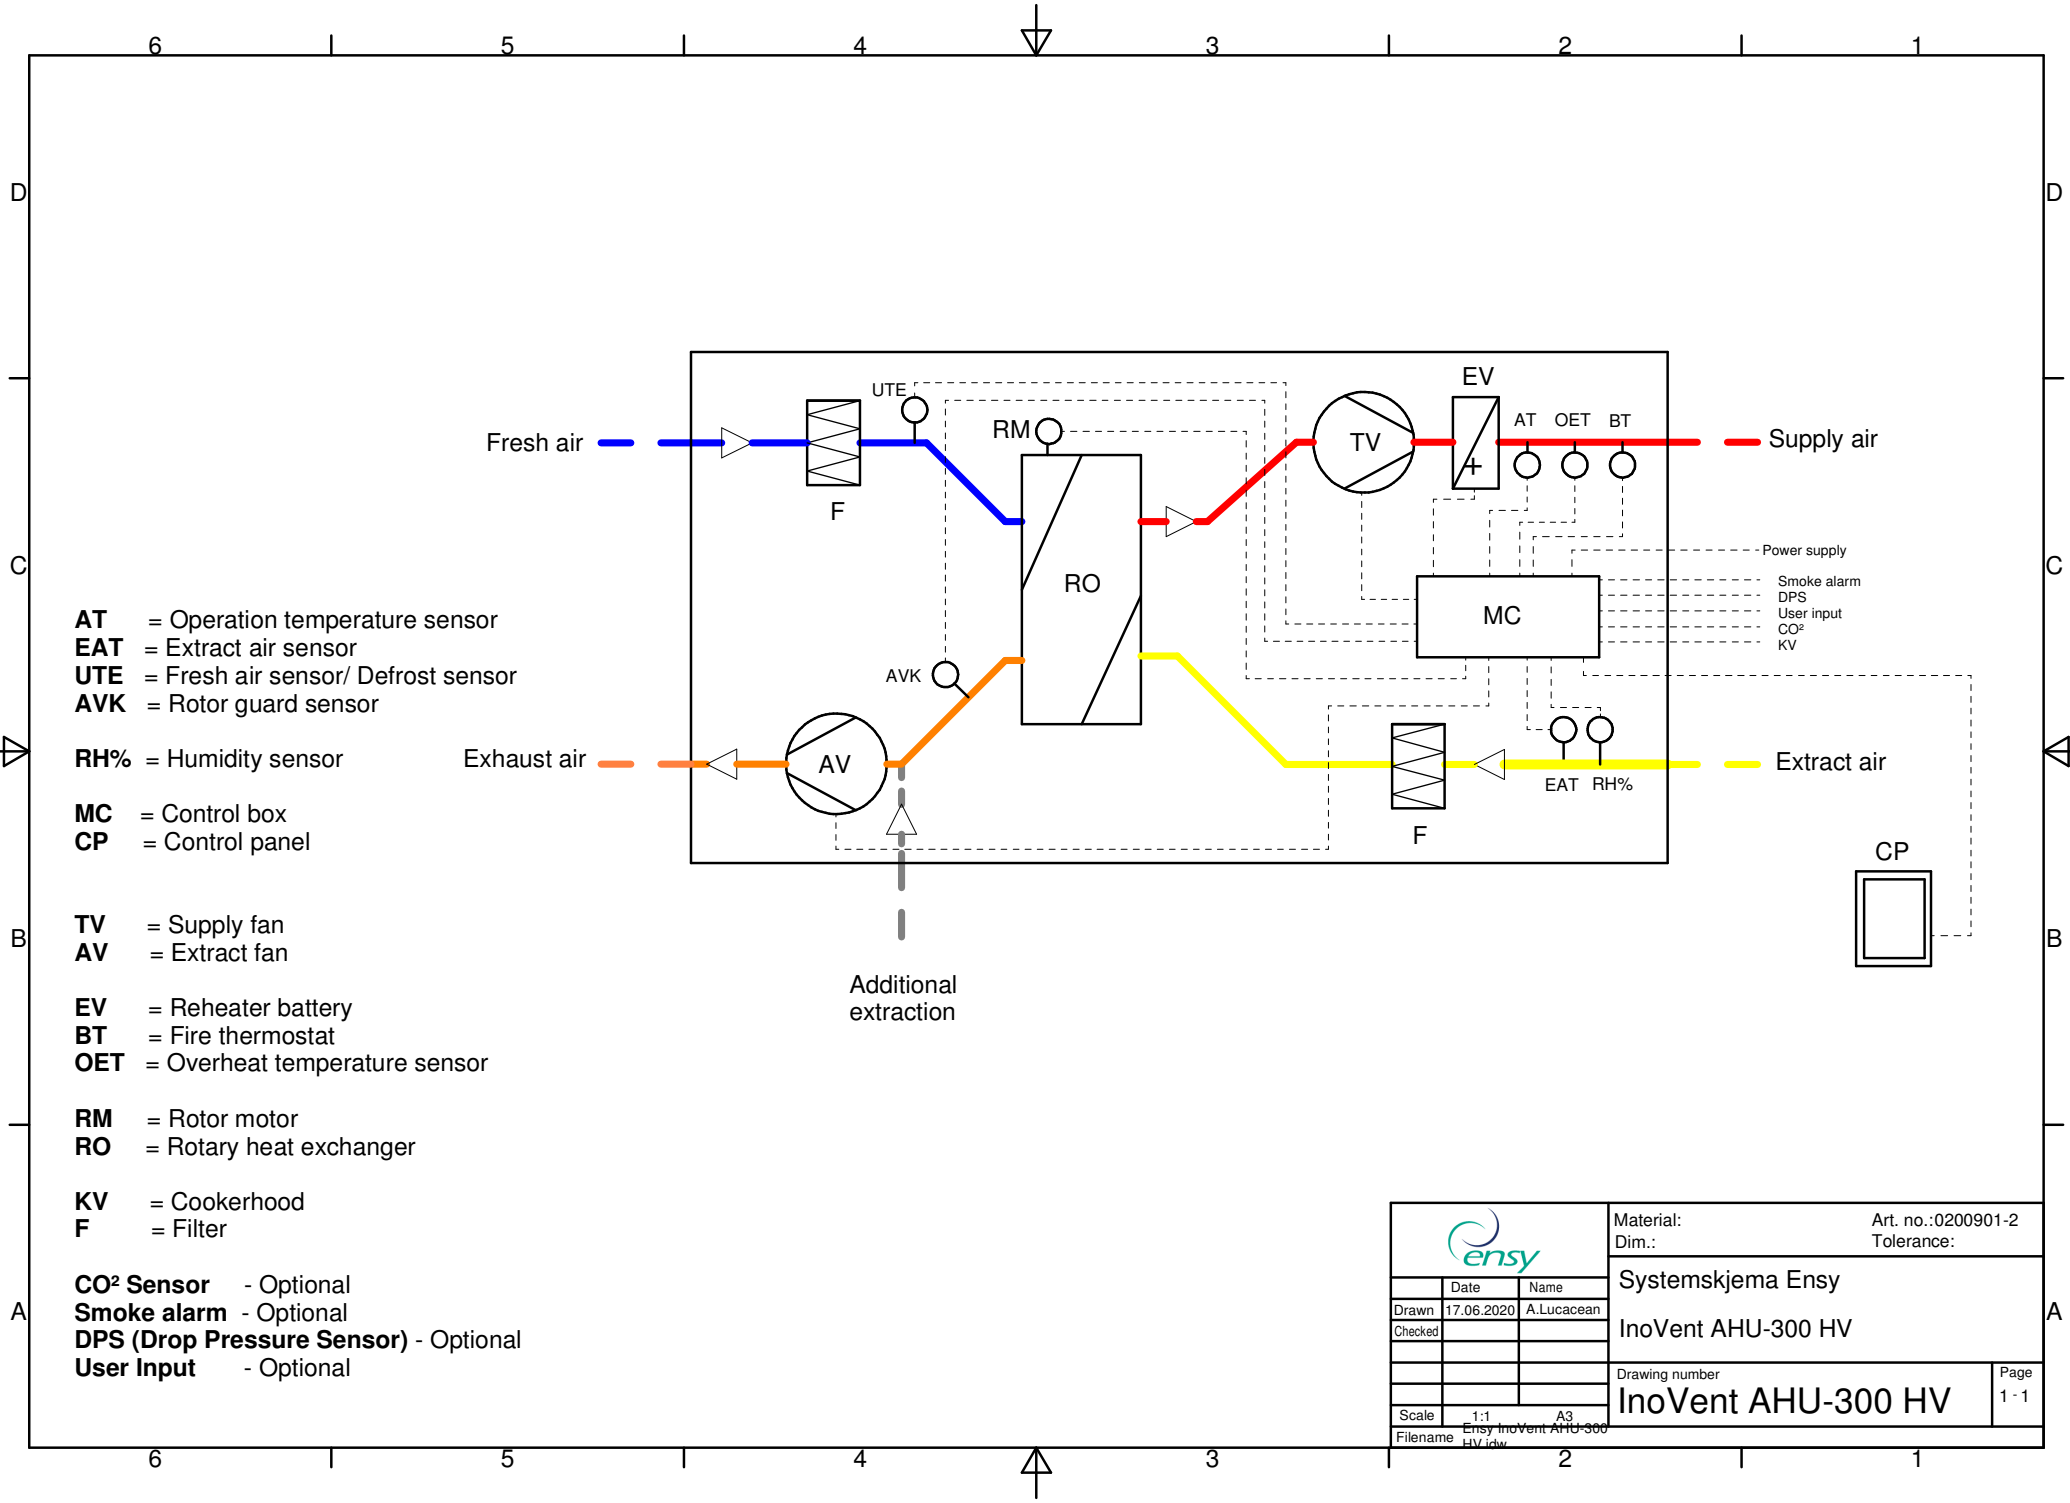 6 5 4 3 2 1
D D
C C
B B
A A
UTE
RM
EV
TV
AT OET BT
Fresh air
Supply air
F
RO
MC
Power supply
Smoke alarm
DPS
User input
CO²
KV
AVK
AV
Exhaust air
Extract air
EAT RH%
F
CP
Additional
extraction
AT = Operation temperature sensor
EAT = Extract air sensor
UTE = Fresh air sensor/ Defrost sensor
AVK = Rotor guard sensor
RH% = Humidity sensor
MC = Control box
CP = Control panel
TV = Supply fan
AV = Extract fan
EV = Reheater battery
BT = Fire thermostat
OET = Overheat temperature sensor
RM = Rotor motor
RO = Rotary heat exchanger
KV = Cookerhood
F = Filter
CO² Sensor - Optional
Smoke alarm - Optional
DPS (Drop Pressure Sensor) - Optional
User Input - Optional
ensy
Material: Art. no.:0200901-2
Dim.: Tolerance:
Date Name
Drawn 17.06.2020 A.Lucacean
Checked
Systemskjema Ensy
InoVent AHU-300 HV
Drawing number
InoVent AHU-300 HV
Page
1 - 1
Scale 1:1 A3
Filename Ensy InoVent AHU-300
HV.idw
6 5 4 3 2 1